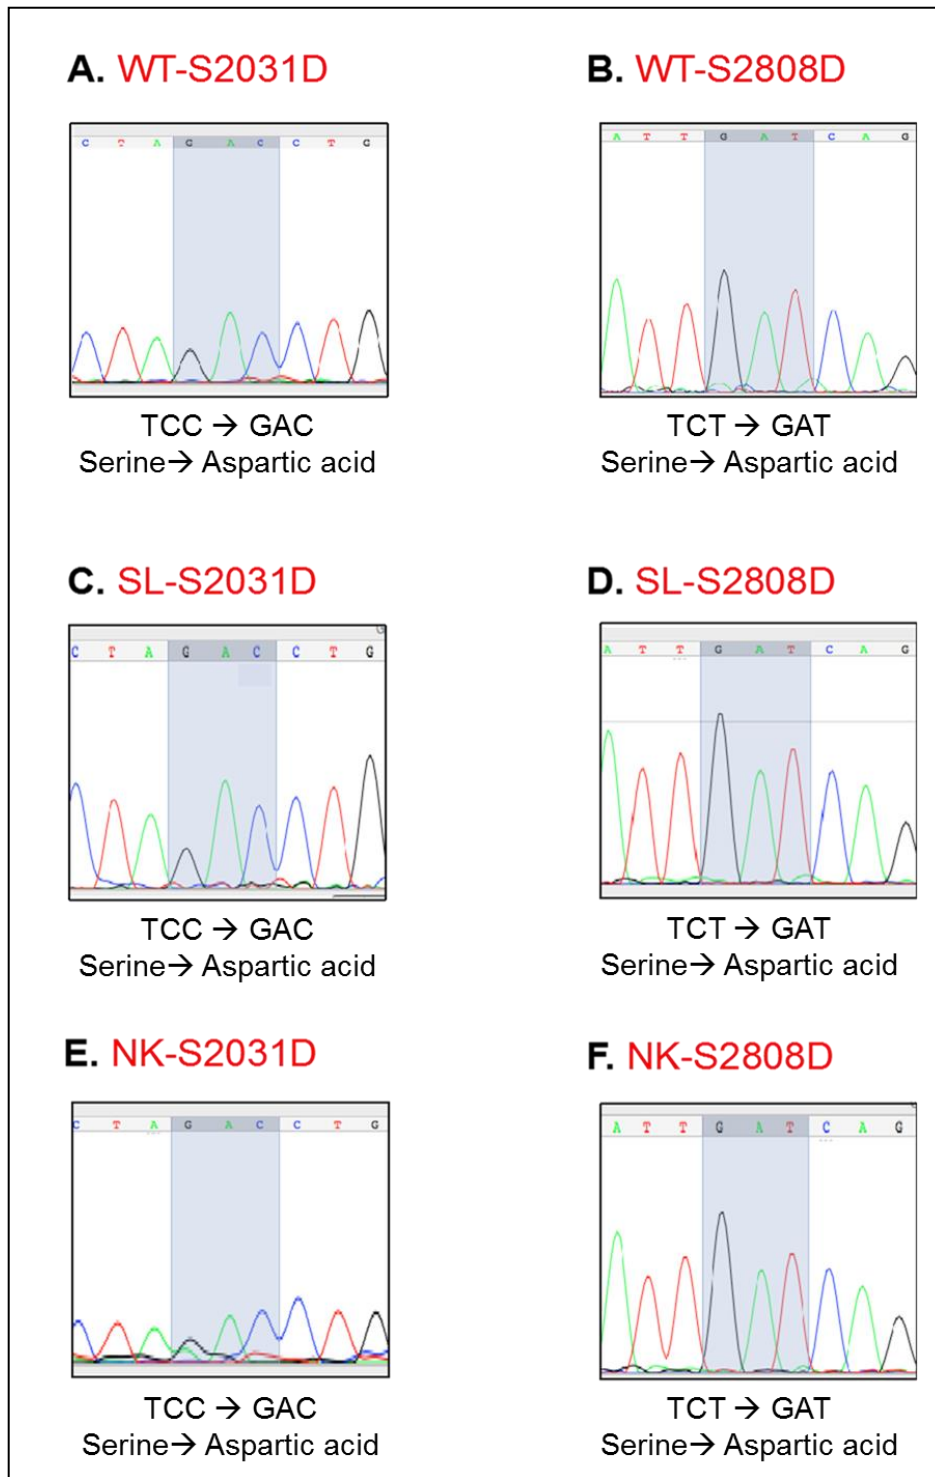 A. WT-S2031D
B. WT-S2808D
C T A G A C C T G
A T T G A T C A G
TCC → GAC
Serine→ Aspartic acid
TCT → GAT
Serine→ Aspartic acid
C. SL-S2031D
D. SL-S2808D
C T A G A C C T G
A T T G A T C A G
TCC → GAC
Serine→ Aspartic acid
TCT → GAT
Serine→ Aspartic acid
E. NK-S2031D
F. NK-S2808D
C T A G A C C T G
A T T G A T C A G
TCC → GAC
Serine→ Aspartic acid
TCT → GAT
Serine→ Aspartic acid